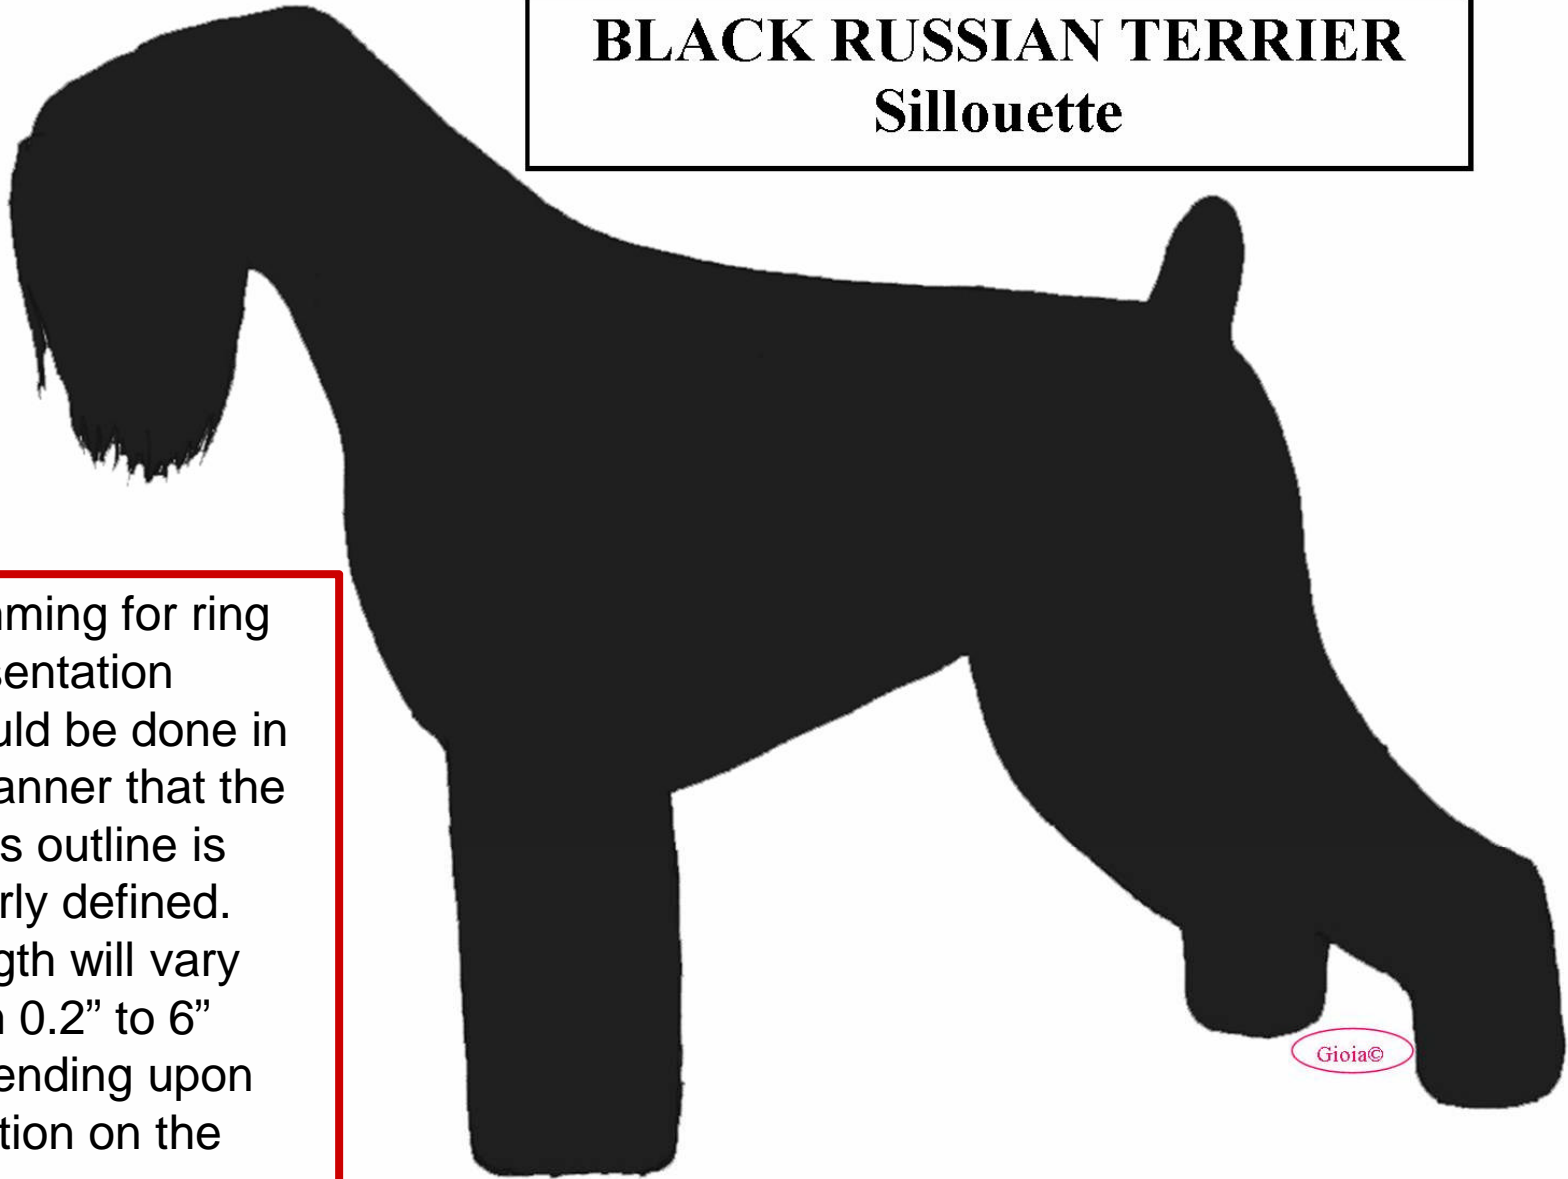 BLACK RUSSIAN TERRIER
Sillouette
mming for ring
sentation
uld be done in
anner that the
s outline is
rly defined.
gth will vary
n 0.2” to 6”
ending upon
tion on the
Gioia©